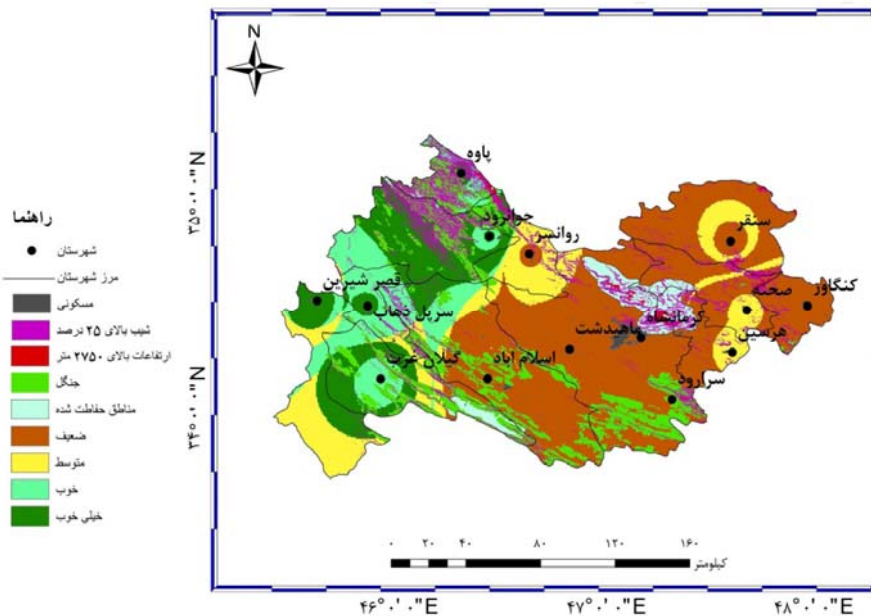 N
۳۵°۰'۰"N
۳۴°۰'۰"N
پاوه
جوانرود
روانسر
سنقر
قصر شیرین
صحنه
کنگاور
سرپل ذهاب
کرمانشاه
ماهیدشت
هرسین
گیلان غرب
اسلام آباد
سرارود
راهنما
شهرستان
مرز شهرستان
مسکونی
شیب بالای ۲۵ درصد
ارتفاعات بالای ۲۷۵۰ متر
جنگل
مناطق حفاظت شده
ضعیف
متوسط
خوب
خیلی خوب
۰ ۲۰ ۴۰ ۸۰ ۱۲۰ ۱۶۰
کیلومتر
۴۶°۰'۰"E ۴۷°۰'۰"E ۴۸°۰'۰"E